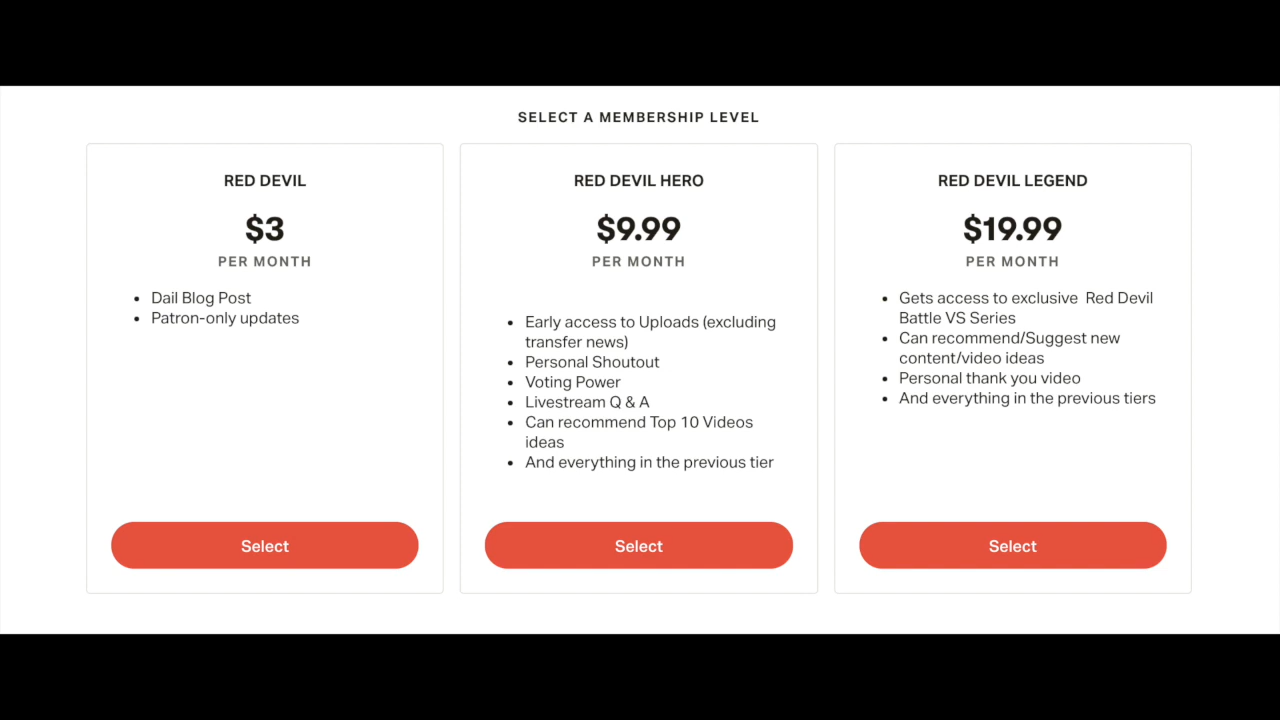 SELECT A MEMBERSHIP LEVEL
RED DEVIL
$3
PER MONTH
• Dail Blog Post
• Patron-only updates
Select
RED DEVIL HERO
$9.99
PER MONTH
• Early access to Uploads (excluding
transfer news)
• Personal Shoutout
• Voting Power
• Livestream Q & A
• Can recommend Top 10 Videos
ideas
• And everything in the previous tier
Select
RED DEVIL LEGEND
$19.99
PER MONTH
• Gets access to exclusive  Red Devil
Battle VS Series
• Can recommend/Suggest new
content/video ideas
• Personal thank you video
• And everything in the previous tiers
Select